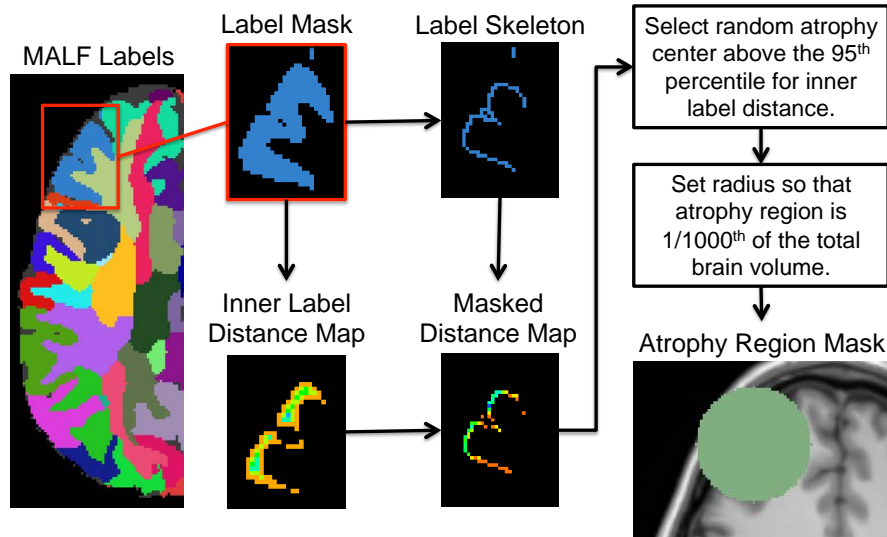 MALF Labels
Label Mask
Label Skeleton
Select random atrophy
center above the 95th
percentile for inner
label distance.
Set radius so that
atrophy region is
1/1000th of the total
brain volume.
Inner Label
Distance Map
Masked
Distance Map
Atrophy Region Mask